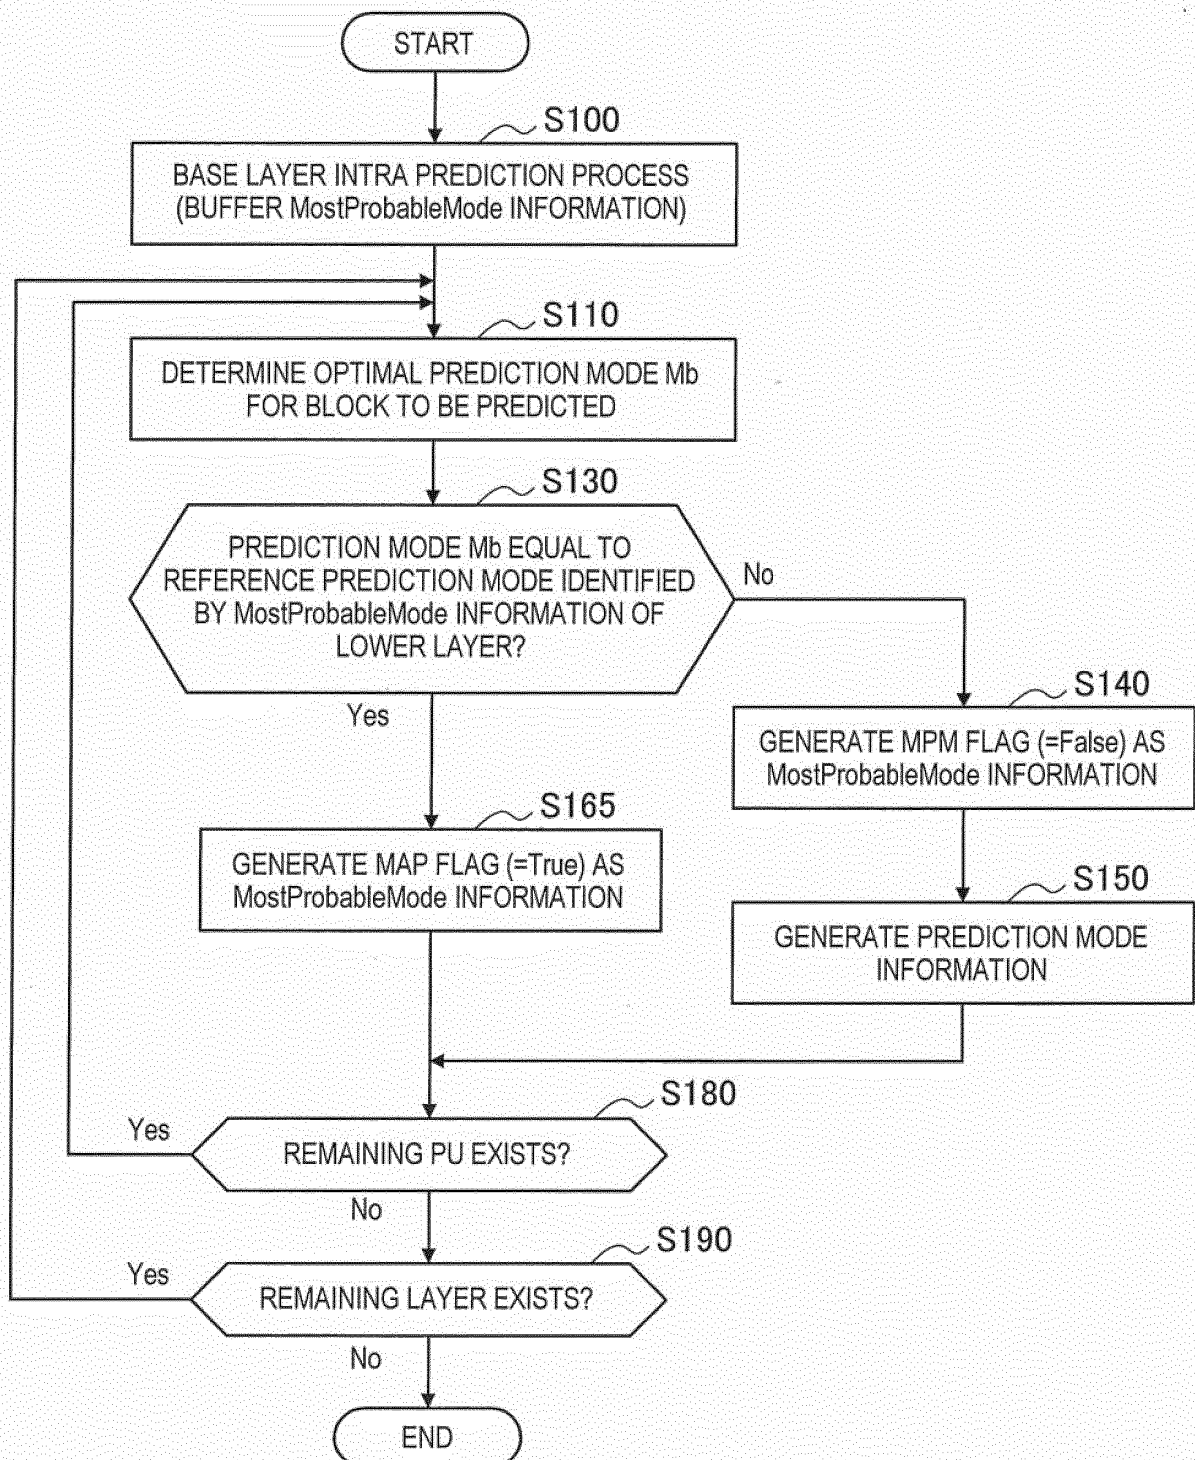 START
S100
BASE LAYER INTRA PREDICTION PROCESS
(BUFFER MostProbableMode INFORMATION)
S110
DETERMINE OPTIMAL PREDICTION MODE Mb
FOR BLOCK TO BE PREDICTED
S130
PREDICTION MODE Mb EQUAL TO
REFERENCE PREDICTION MODE IDENTIFIED
BY MostProbableMode INFORMATION OF
LOWER LAYER?
No
Yes
S140
GENERATE MPM FLAG (=False) AS
MostProbableMode INFORMATION
S165
GENERATE MAP FLAG (=True) AS
MostProbableMode INFORMATION
S150
GENERATE PREDICTION MODE
INFORMATION
S180
Yes
REMAINING PU EXISTS?
No
S190
Yes
REMAINING LAYER EXISTS?
No
END